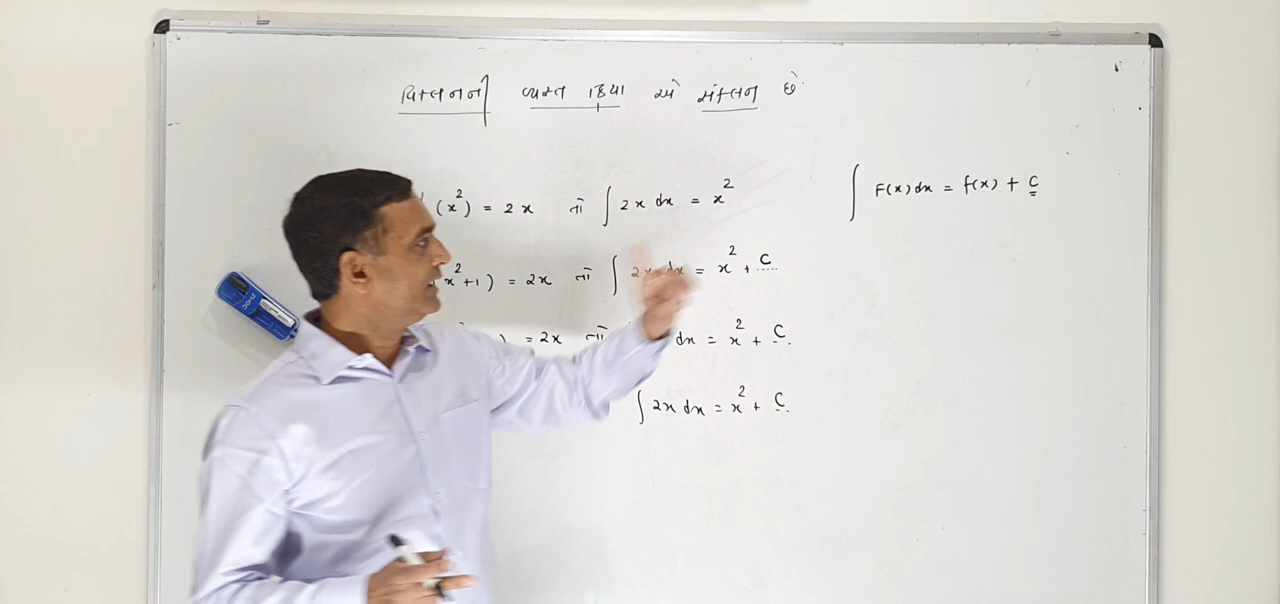 વિકલનની વ્યસ્ત ક્રિયા એ સંકલન છે.
(x²) = 2x તો ∫ 2x dx = x²
x²+1) = 2x તો ∫ 2x dx = x² + C
) = 2x તો dx = x² + C.
∫ 2x dx = x² + C.
∫ F(x) dx = f(x) + C